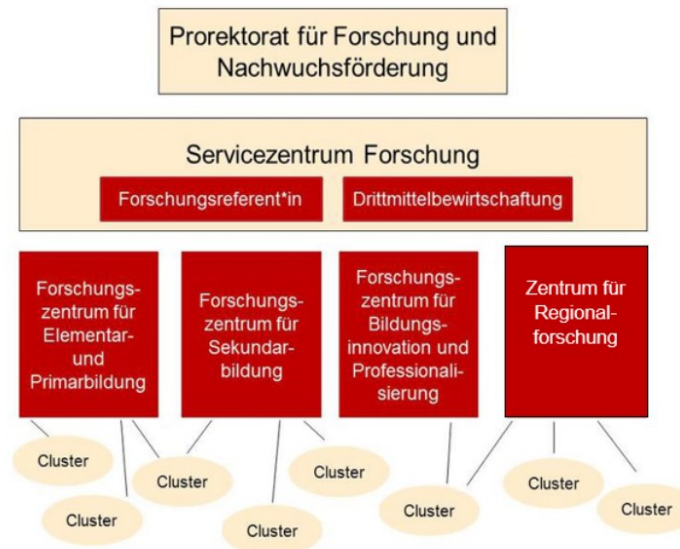 Prorektorat für Forschung und
Nachwuchsförderung
Servicezentrum Forschung
Forschungsreferent*in
Drittmittelbewirtschaftung
Forschungs-
zentrum für
Elementar-
und
Primarbildung
Forschungs-
zentrum für
Sekundar-
bildung
Forschungs-
zentrum für
Bildungs-
innovation und
Professionali-
sierung
Zentrum für
Regional-
forschung
Cluster
Cluster
Cluster
Cluster
Cluster
Cluster
Cluster
Cluster